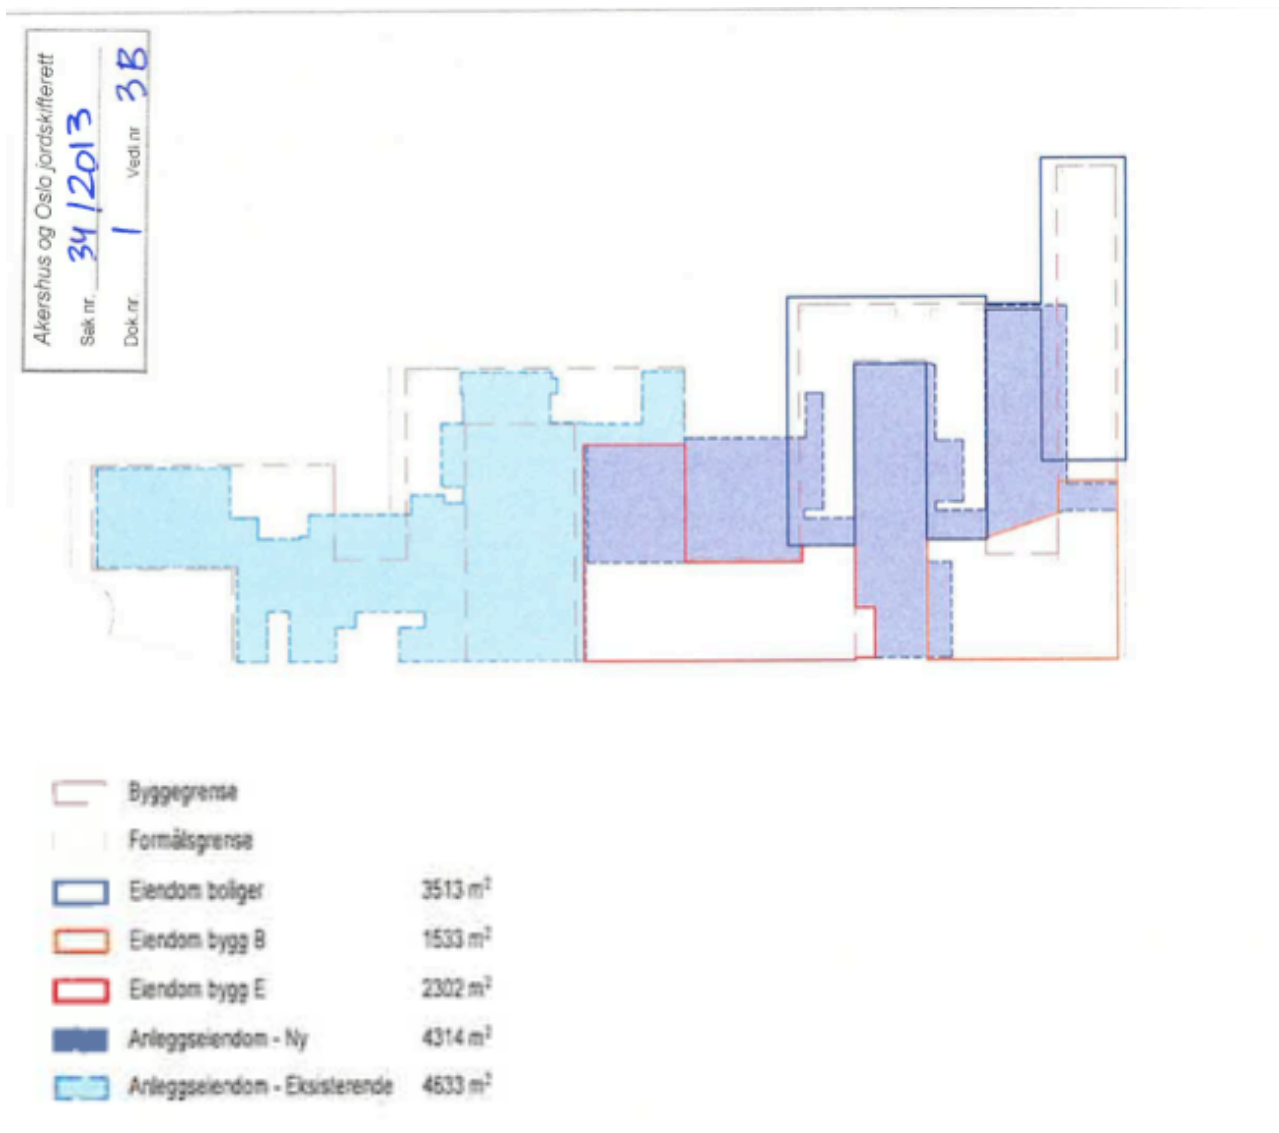 Akershus og Oslo jordskifterett
Sak nr. 34/2013
Dok.nr. 1 Vedl.nr 3B
Byggegrense
Formålsgrense
Eiendom boliger 3513 m²
Eiendom bygg B 1533 m²
Eiendom bygg E 2302 m²
Anleggseiendom - Ny 4314 m²
Anleggseiendom - Eksisterende 4633 m²